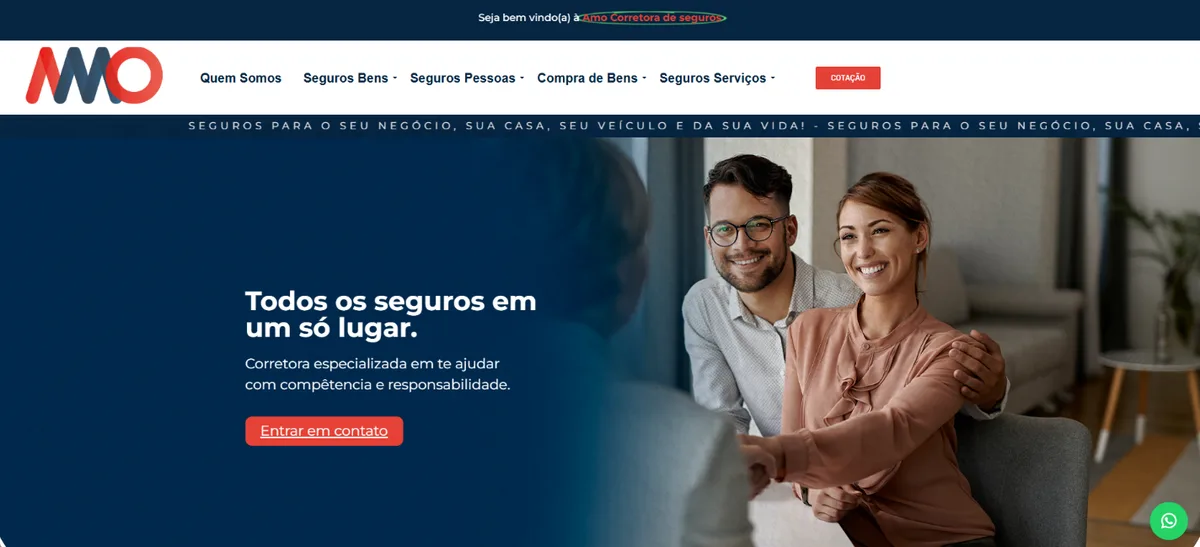 Seja bem vindo(a) à Amo Corretora de seguros
AMO
Quem Somos Seguros Bens Seguros Pessoas Compra de Bens Seguros Serviços COTAÇÃO
SEGUROS PARA O SEU NEGÓCIO, SUA CASA, SEU VEÍCULO E DA SUA VIDA! - SEGUROS PARA O SEU NEGÓCIO, SUA CASA,
Todos os seguros em
um só lugar.
Corretora especializada em te ajudar
com compêtencia e responsabilidade.
Entrar em contato